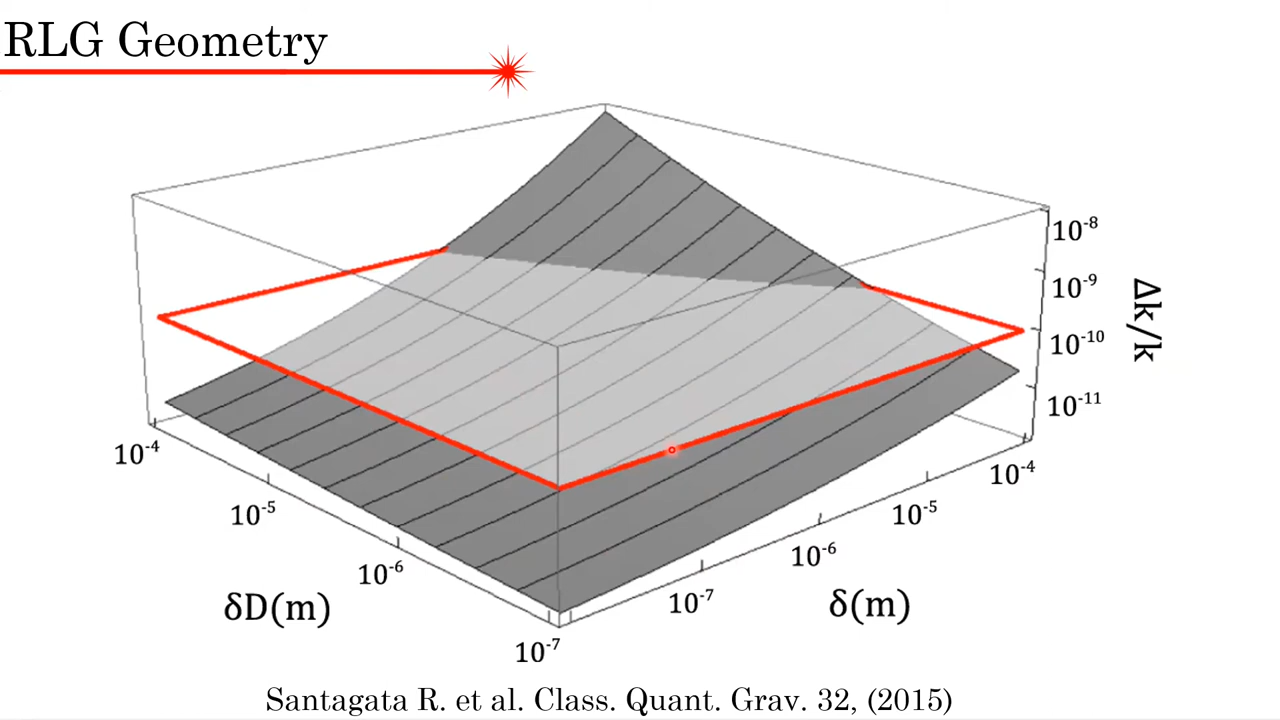 RLG Geometry
10⁻⁸
10⁻⁹
10⁻¹⁰
10⁻¹¹
Δk/k
10⁻⁴
10⁻⁵
10⁻⁶
10⁻⁷
δD(m)
10⁻⁷
10⁻⁶
10⁻⁵
10⁻⁴
δ(m)
Santagata R. et al. Class. Quant. Grav. 32, (2015)